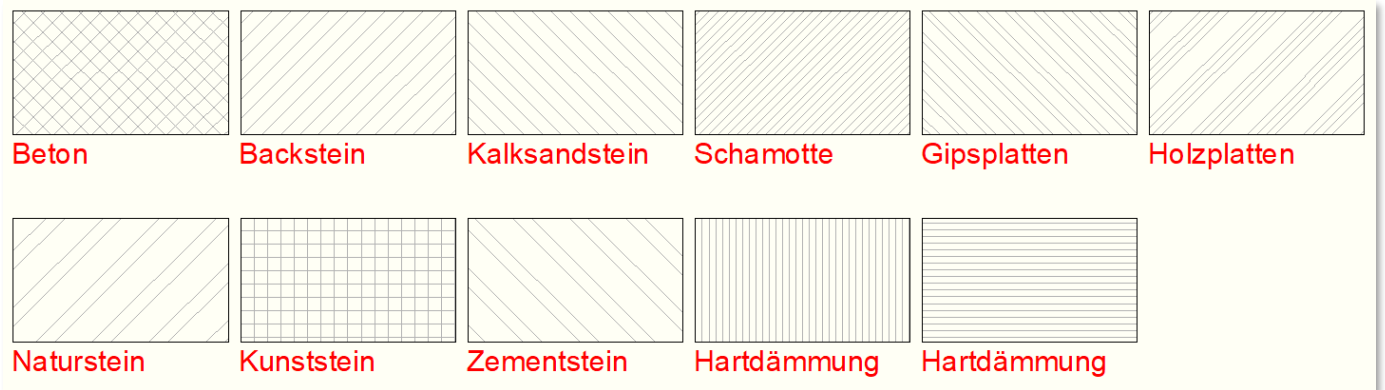 Beton Backstein Kalksandstein Schamotte Gipsplatten Holzplatten
Naturstein Kunststein Zementstein Hartdämmung Hartdämmung